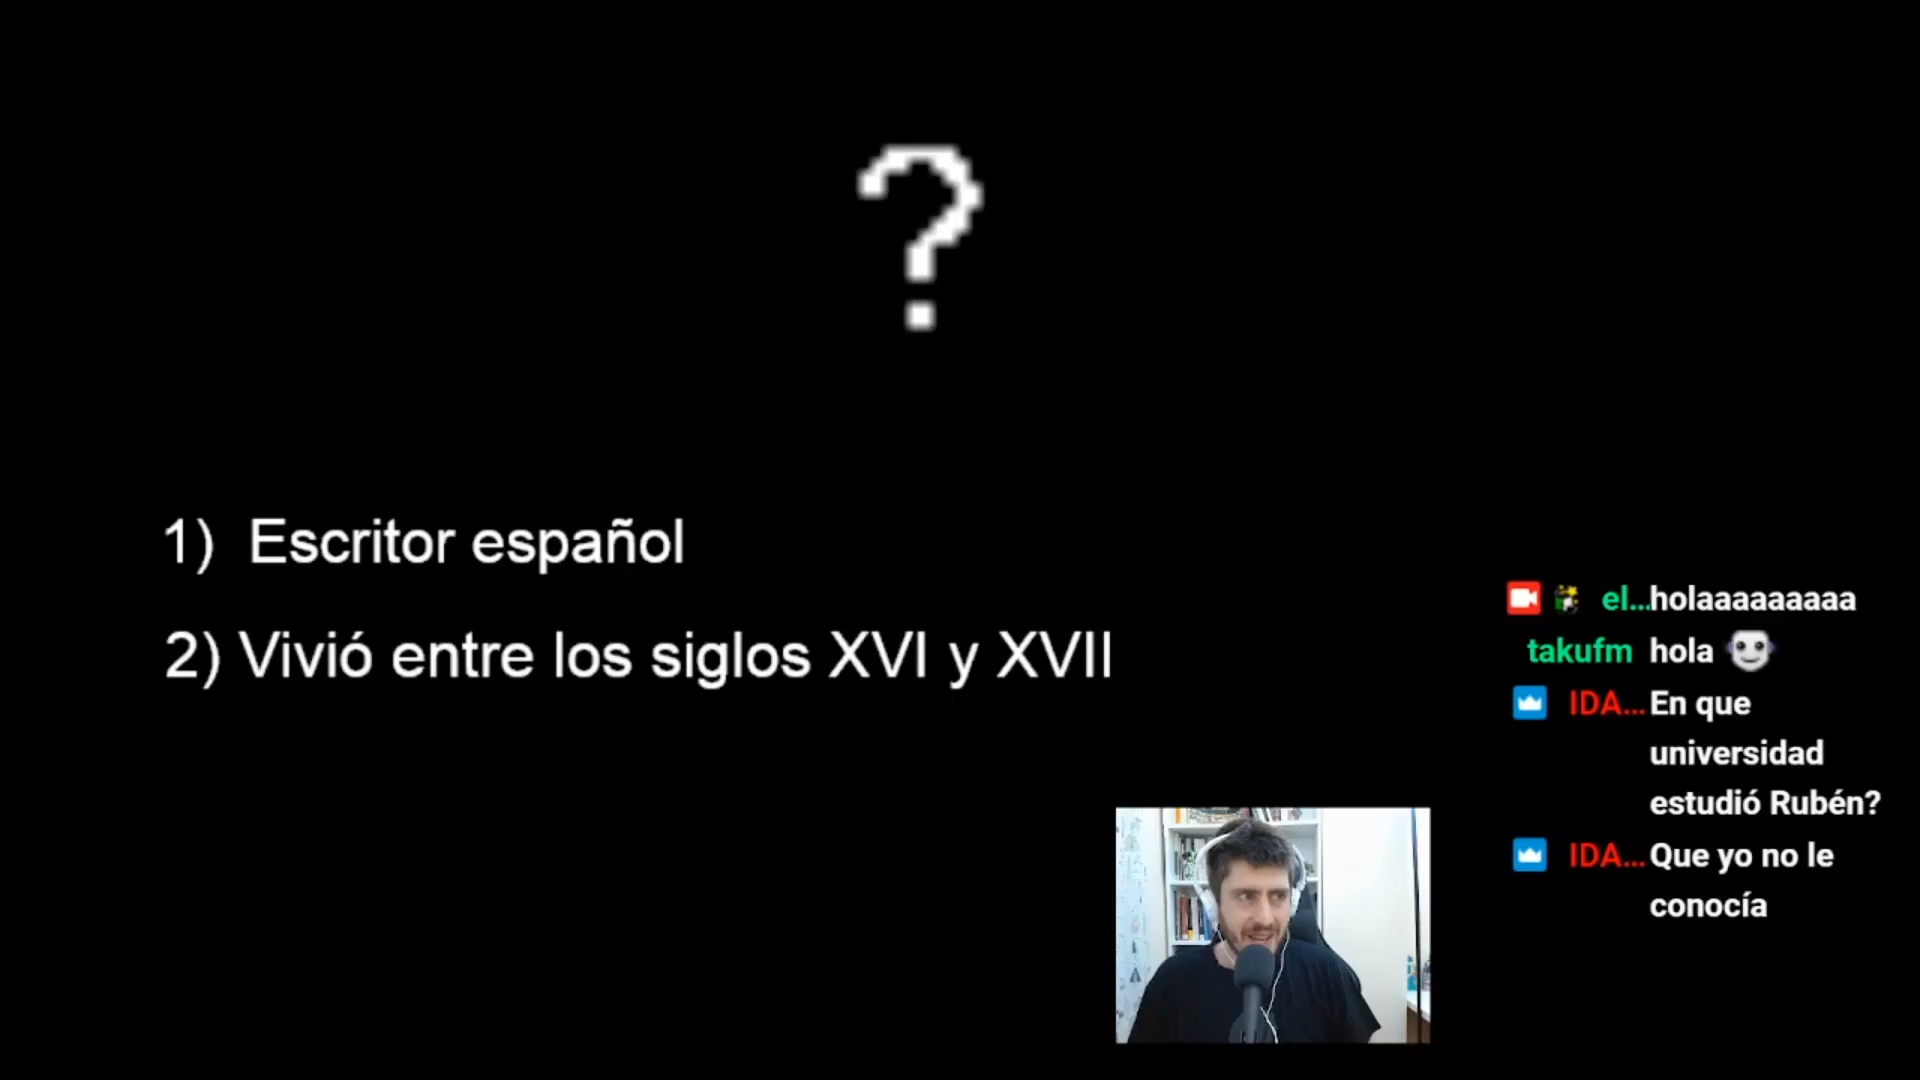 ?
1) Escritor español
2) Vivió entre los siglos XVI y XVII
el...holaaaaaaaaa
takufm hola
IDA...En que
universidad
estudió Rubén?
IDA...Que yo no le
conocía